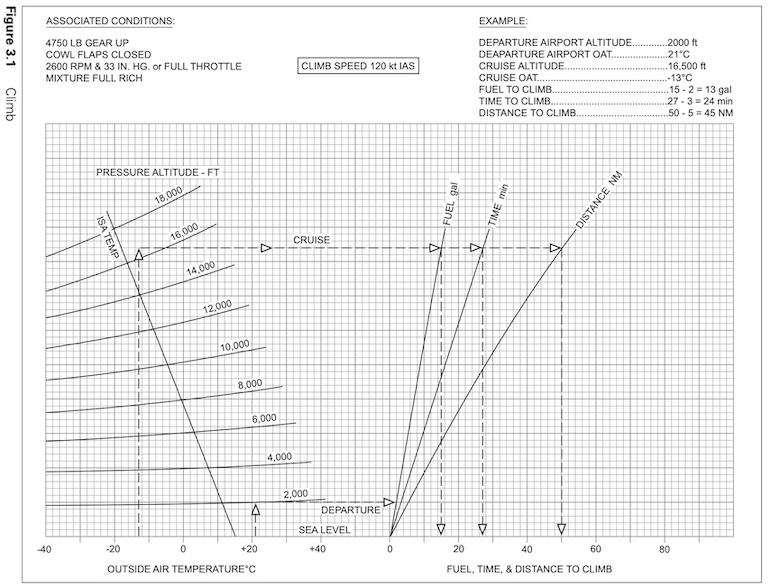 Figure 3.1 Climb
ASSOCIATED CONDITIONS:
4750 LB GEAR UP
COWL FLAPS CLOSED
2600 RPM & 33 IN. HG. or FULL THROTTLE
MIXTURE FULL RICH
CLIMB SPEED 120 kt IAS
EXAMPLE:
DEPARTURE AIRPORT ALTITUDE.............2000 ft
DEAPARTURE AIRPORT OAT......21°C
CRUISE ALTITUDE.............16,500 ft
CRUISE OAT.............-13°C
FUEL TO CLIMB.............15 - 2 = 13 gal
TIME TO CLIMB.............27 - 3 = 24 min
DISTANCE TO CLIMB.............50 - 5 = 45 NM
PRESSURE ALTITUDE - FT
18,000
16,000
14,000
12,000
10,000
8,000
6,000
4,000
2,000
ISA TEMP
CRUISE
DEPARTURE
SEA LEVEL
FUEL gal
TIME min
DISTANCE NM
-40 -20 0 +20 +40 0 20 40 60 80
OUTSIDE AIR TEMPERATURE°C
FUEL, TIME, & DISTANCE TO CLIMB